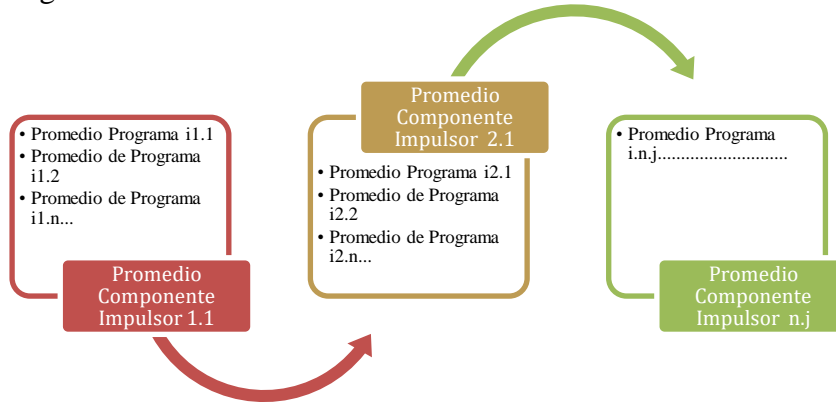 • Promedio Programa i1.1
• Promedio de Programa
i1.2
• Promedio de Programa
i1.n...
Promedio
Componente
Impulsor 1.1
Promedio
Componente
Impulsor 2.1
• Promedio Programa i2.1
• Promedio de Programa
i2.2
• Promedio de Programa
i2.n...
• Promedio Programa
i.n.j............................
Promedio
Componente
Impulsor n.j